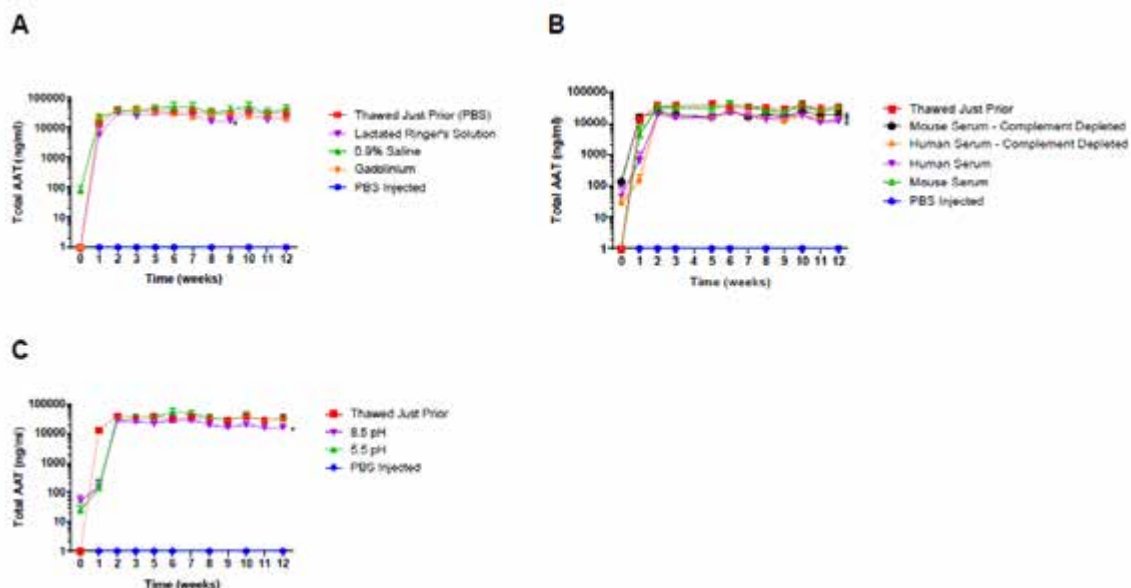 A
Total AAT (ng/ml)
100000
10000
1000
100
10
1
0 1 2 3 4 5 6 7 8 9 10 11 12
Time (weeks)
Thawed Just Prior (PBS)
Lactated Ringer's Solution
0.9% Saline
Gadolinium
PBS Injected
B
Total AAT (ng/ml)
100000
10000
1000
100
10
1
0 1 2 3 4 5 6 7 8 9 10 11 12
Time (weeks)
Thawed Just Prior
Mouse Serum - Complement Depleted
Human Serum - Complement Depleted
Human Serum
Mouse Serum
PBS Injected
C
Total AAT (ng/ml)
100000
10000
1000
100
10
1
0 1 2 3 4 5 6 7 8 9 10 11 12
Time (weeks)
Thawed Just Prior
8.5 pH
5.5 pH
PBS Injected